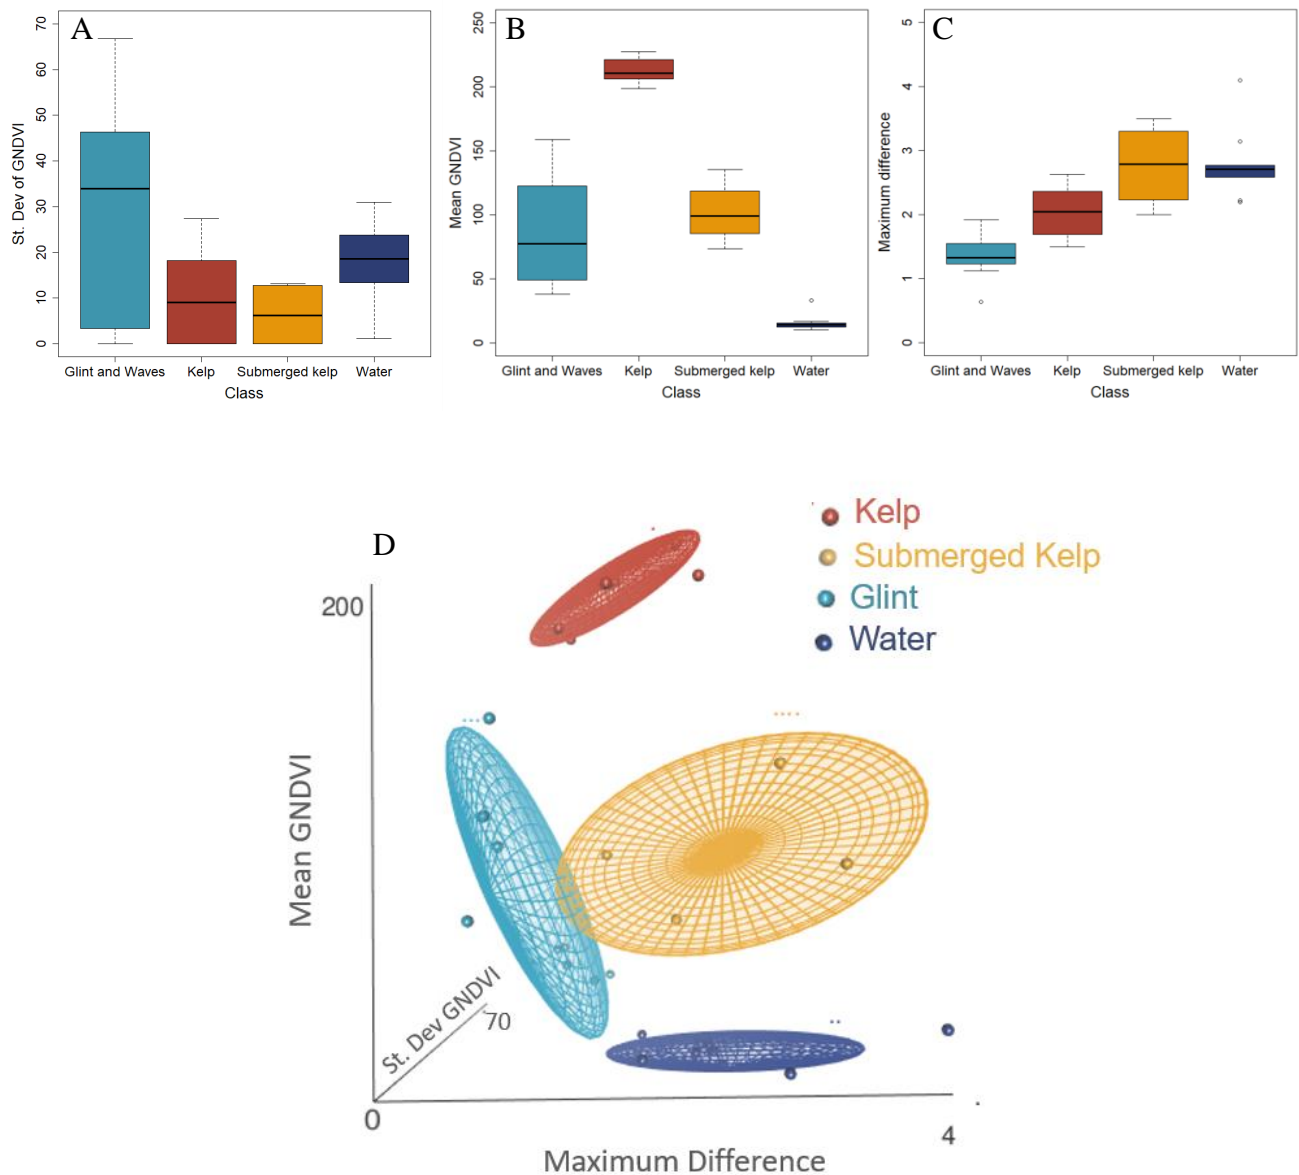 A
70
60
50
40
30
20
10
0
St. Dev of GNDVI
Glint and Waves Kelp Submerged kelp Water
Class
B
250
200
150
100
50
0
Mean GNDVI
Glint and Waves Kelp Submerged kelp Water
Class
C
5
4
3
2
1
0
Maximum difference
Glint and Waves Kelp Submerged kelp Water
Class
D
Kelp
Submerged Kelp
Glint
Water
200
Mean GNDVI
St. Dev GNDVI
70
0
4
Maximum Difference